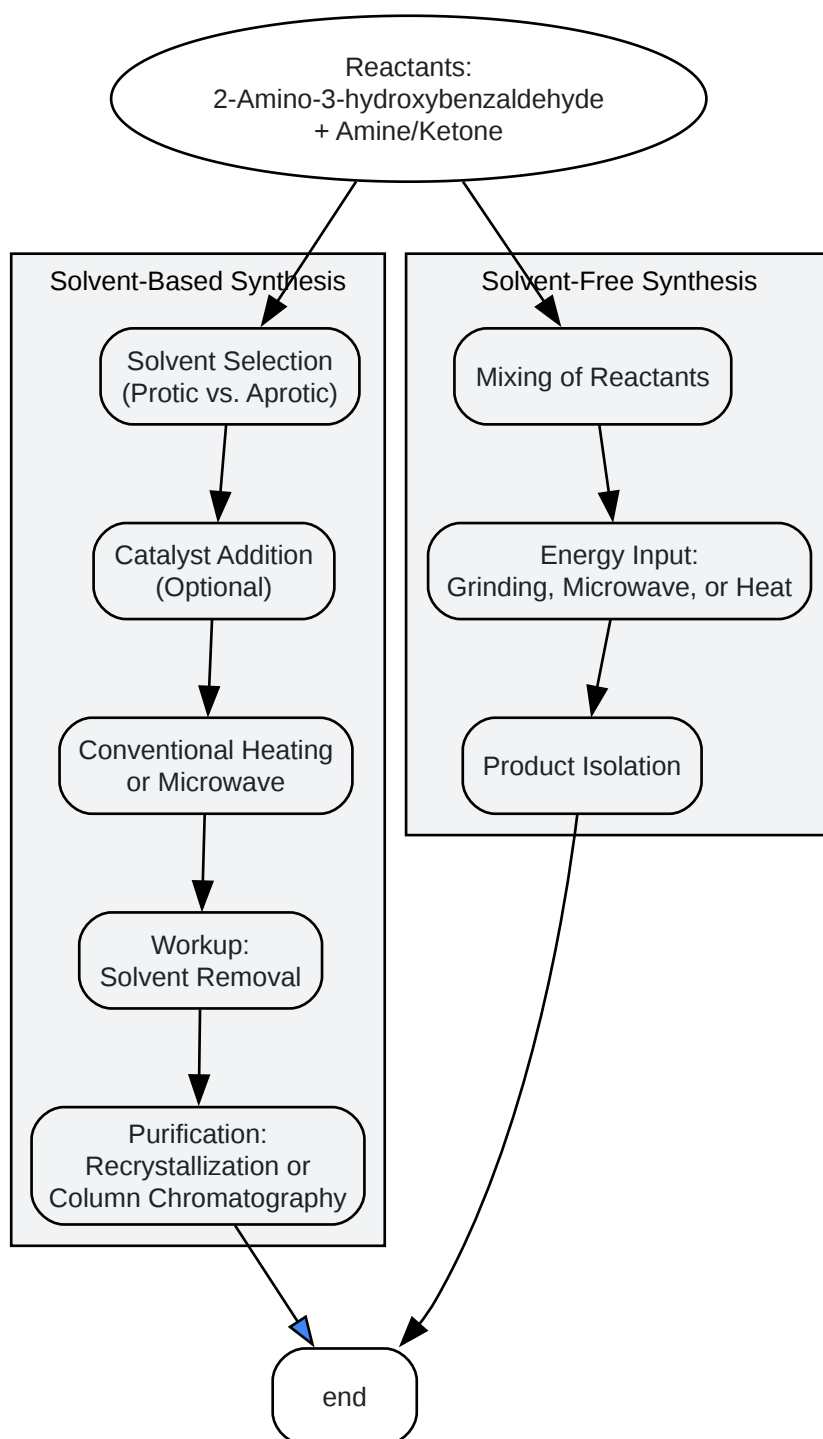 Reactants:
2-Amino-3-hydroxybenzaldehyde
+ Amine/Ketone
Solvent-Based Synthesis
Solvent Selection
(Protic vs. Aprotic)
Catalyst Addition
(Optional)
Conventional Heating
or Microwave
Workup:
Solvent Removal
Purification:
Recrystallization or
Column Chromatography
Solvent-Free Synthesis
Mixing of Reactants
Energy Input:
Grinding, Microwave, or Heat
Product Isolation
end